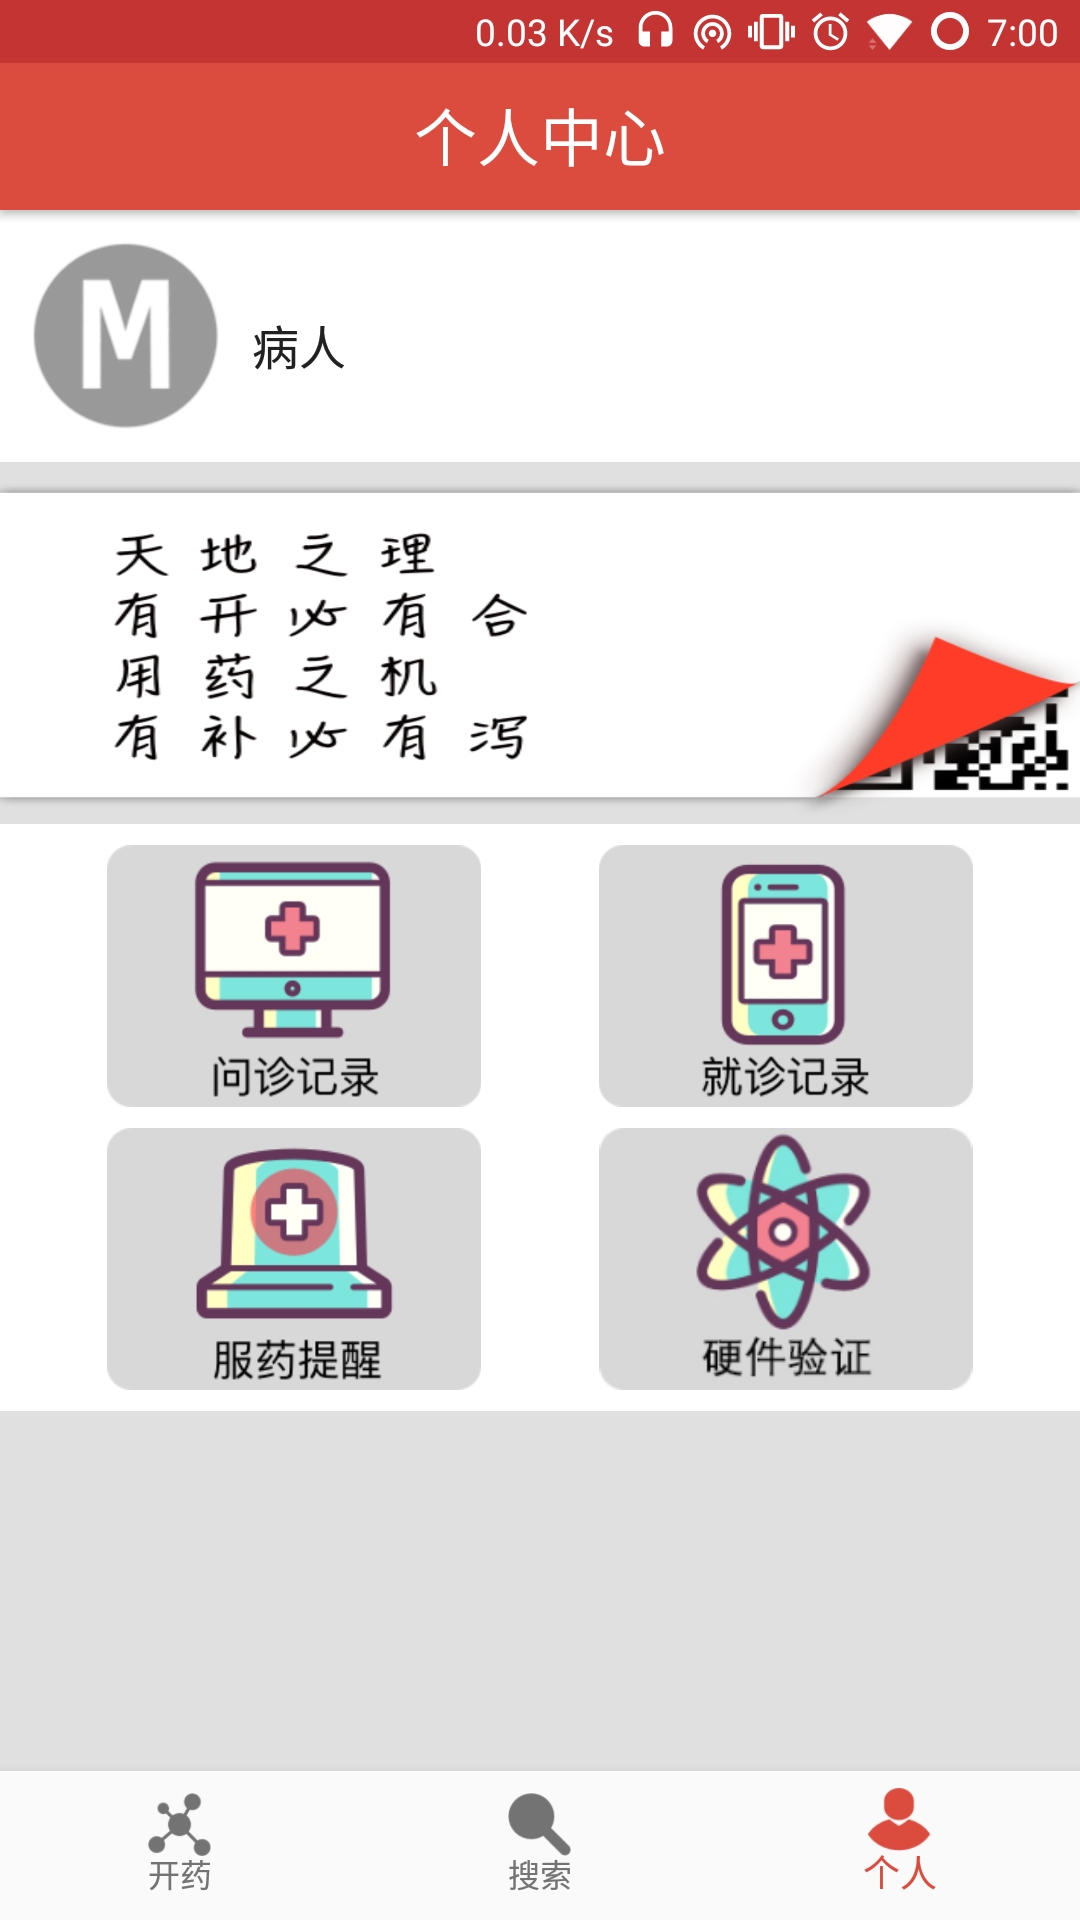 0.03 K/s 7:00
个人中心
M
病人
天地之理
有开必有合
用药之机
有补必有泻
问诊记录 就诊记录
服药提醒 硬件验证
开药 搜索 个人